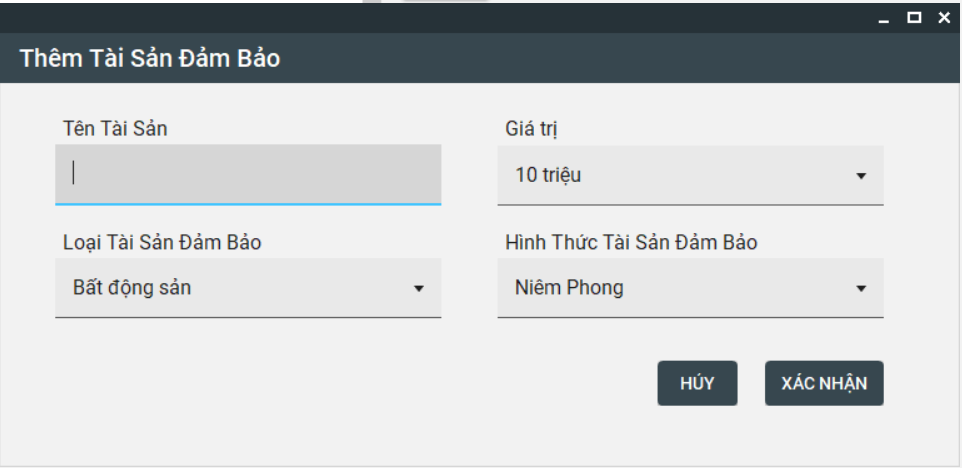 Thêm Tài Sản Đảm Bảo
Tên Tài Sản
Giá trị
10 triệu
Loại Tài Sản Đảm Bảo
Hình Thức Tài Sản Đảm Bảo
Bất động sản
Niêm Phong
HÚY
XÁC NHẬN